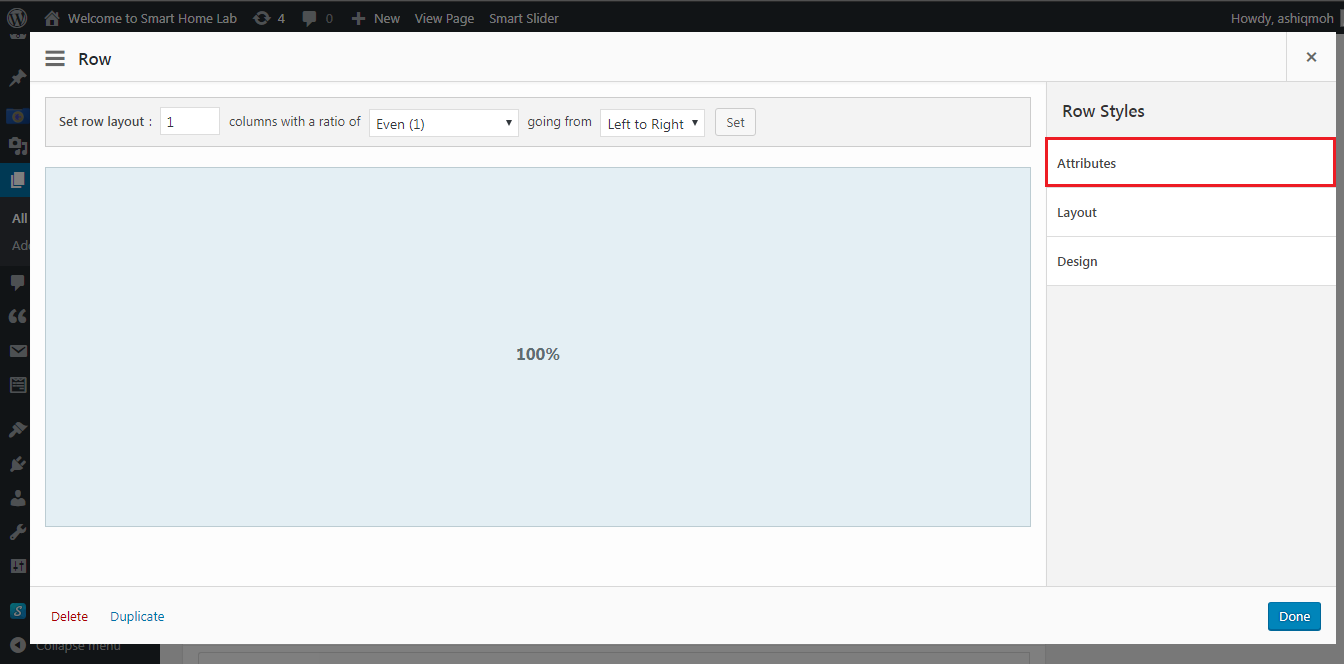 Welcome to Smart Home Lab 4 0 New View Page Smart Slider Howdy, ashiqmoh
Row
Set row layout : 1 columns with a ratio of Even (1) going from Left to Right Set
100%
Row Styles
Attributes
Layout
Design
All
Add
Delete Duplicate Done
Collapse menu